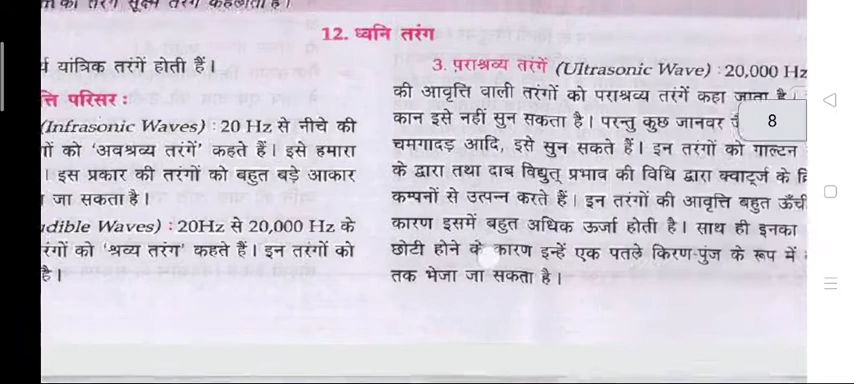 की तरंग सूक्ष्म तरंग कहलाती है।
12. ध्वनि तरंग
यांत्रिक तरंगें होती हैं।
परिसर :
(Infrasonic Waves) : 20 Hz से नीचे की
को 'अवश्रव्य तरंगें' कहते हैं। इसे हमारा
। इस प्रकार की तरंगों को बहुत बड़े आकार
जा सकता है।
Waves) : 20Hz से 20,000 Hz के
को 'श्रव्य तरंग' कहते हैं। इन तरंगों को
है।
3. पराश्रव्य तरंगें (Ultrasonic Wave) : 20,000 Hz
की आवृत्ति वाली तरंगों को पराश्रव्य तरंगें कहा जाता है।
कान इसे नहीं सुन सकता है। परन्तु कुछ जानवर
चमगादड़ आदि, इसे सुन सकते हैं। इन तरंगों को गाल्टन
के द्वारा तथा दाब विद्युत् प्रभाव की विधि द्वारा क्वार्ट्ज के
कम्पनों से उत्पन्न करते हैं। इन तरंगों की आवृत्ति बहुत ऊँची
कारण इसमें बहुत अधिक ऊर्जा होती है। साथ ही इनका
छोटी होने के कारण इन्हें एक पतले किरण-पुंज के रूप में
तक भेजा जा सकता है।
8